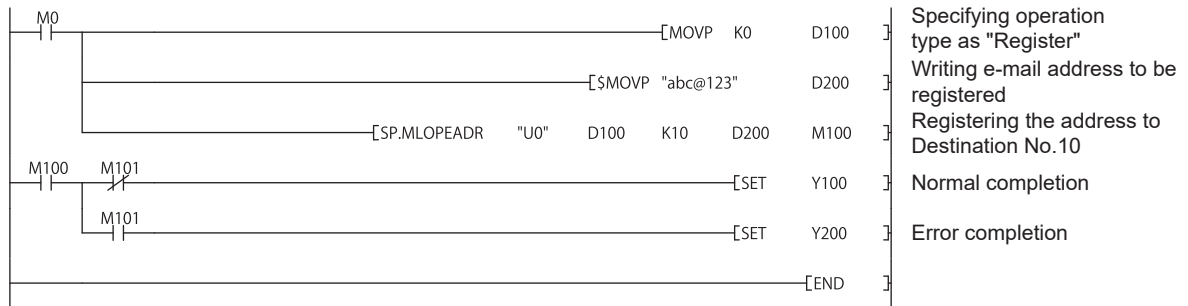 M0
[MOVP K0 D100 ]
Specifying operation
type as "Register"
[$MOVP "abc@123" D200 ]
Writing e-mail address to be
registered
[SP.MLOPEADR "U0" D100 K10 D200 M100 ]
Registering the address to
Destination No.10
M100 M101
[SET Y100 ]
Normal completion
M101
[SET Y200 ]
Error completion
[END ]